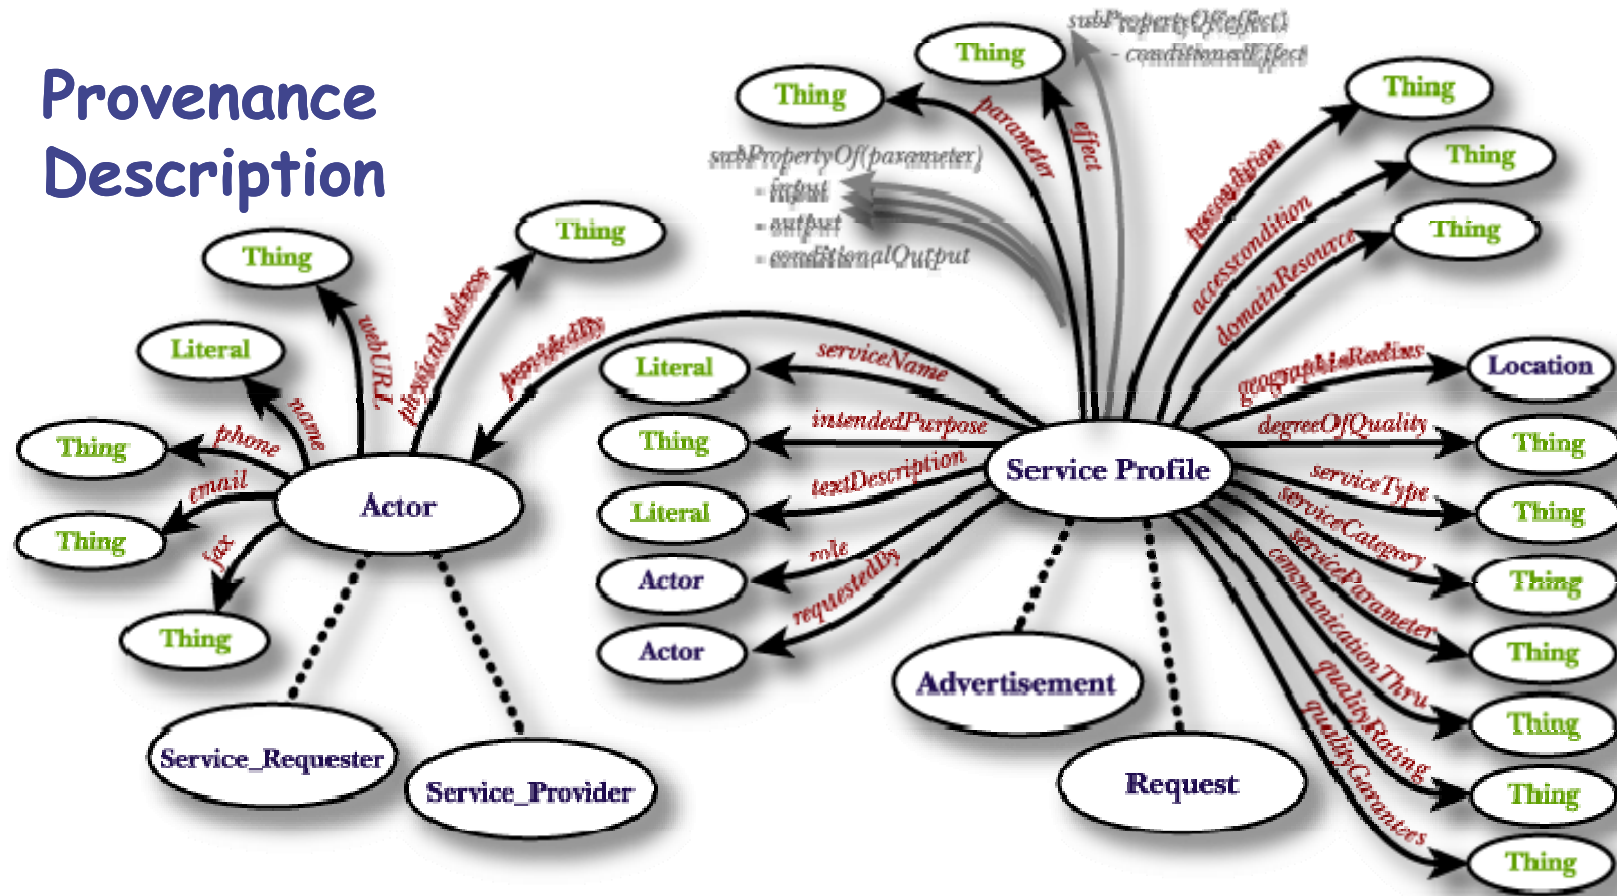 Provenance
Description
subPropertyOf(effect)
- conditionalEffect
Thing
Thing
parameter
effect
subPropertyOf(parameter)
- input
- output
- conditionalOutput
Thing
Thing
Thing
precondition
accesscondition
domainResource
Thing
Thing
Literal
Thing
Thing
Thing
webURL
physicalAddress
name
phone
email
fax
providedBy
Actor
Service_Requester
Service_Provider
Literal
Thing
Literal
Actor
Actor
serviceName
intendedPurpose
textDescription
role
requestedBy
Service Profile
Advertisement
Request
geographicRadius
degreeOfQuality
serviceType
serviceCategory
serviceParameter
communicationThru
qualityRating
qualityGarantees
Location
Thing
Thing
Thing
Thing
Thing
Thing
Thing